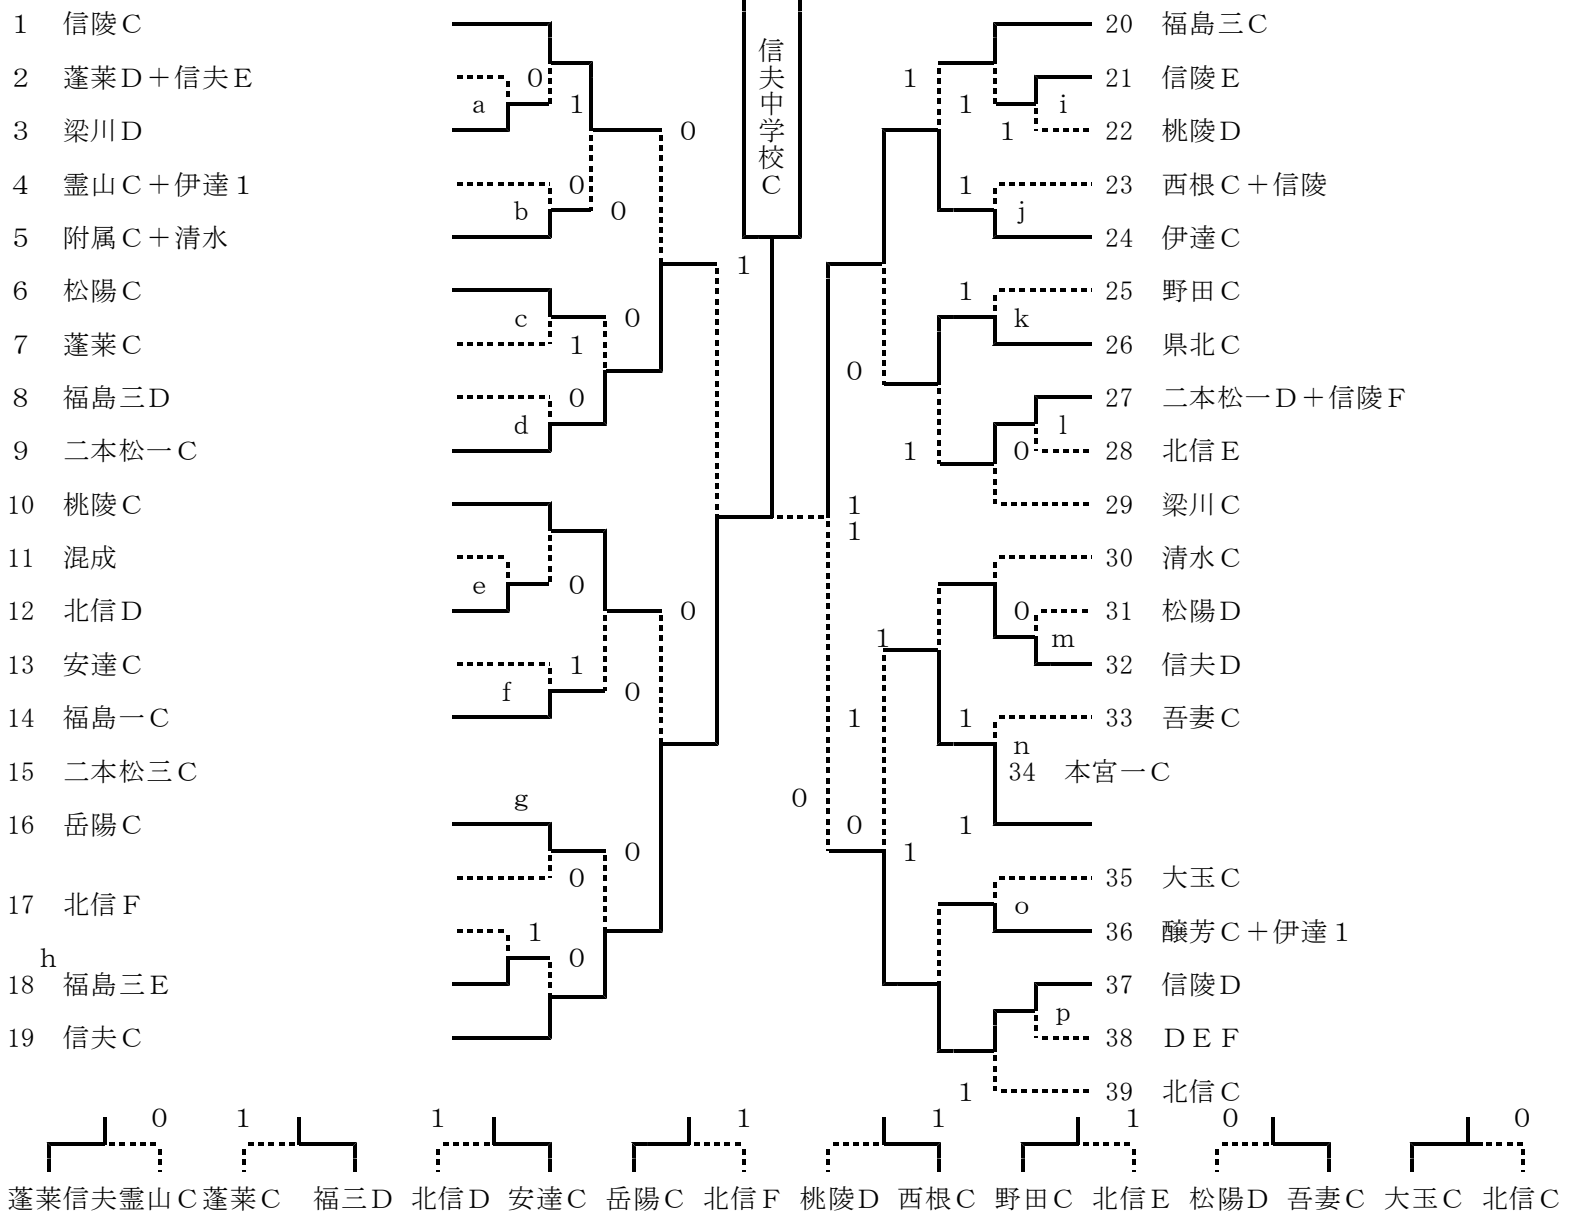 信夫中学校Ｃ
1 信陵Ｃ
2 蓬莱Ｄ＋信夫Ｅ
3 梁川Ｄ
4 霊山Ｃ＋伊達１
5 附属Ｃ＋清水
6 松陽Ｃ
7 蓬莱Ｃ
8 福島三Ｄ
9 二本松一Ｃ
10 桃陵Ｃ
11 混成
12 北信Ｄ
13 安達Ｃ
14 福島一Ｃ
15 二本松三Ｃ
16 岳陽Ｃ
17 北信Ｆ
h
18 福島三Ｅ
19 信夫Ｃ
0
a
1
0
0
b
0
1
c
0
1
0
d
e
0
0
1
f
0
g
0
0
1
0
20 福島三Ｃ
21 信陵Ｅ
22 桃陵Ｄ
23 西根Ｃ＋信陵
24 伊達Ｃ
25 野田Ｃ
26 県北Ｃ
27 二本松一Ｄ＋信陵Ｆ
28 北信Ｅ
29 梁川Ｃ
30 清水Ｃ
31 松陽Ｄ
32 信夫Ｄ
33 吾妻Ｃ
34 本宮一Ｃ
35 大玉Ｃ
36 醸芳Ｃ＋伊達１
37 信陵Ｄ
38 ＤＥＦ
39 北信Ｃ
1
1
i
1
1
j
1
k
0
l
1
0
1
1
0
m
1
1
1
n
0
0
1
1
o
p
1
0 1 1 1 1 1 0 0
蓬莱信夫霊山Ｃ 蓬莱Ｃ 福三Ｄ 北信Ｄ 安達Ｃ 岳陽Ｃ 北信Ｆ 桃陵Ｄ 西根Ｃ 野田Ｃ 北信Ｅ 松陽Ｄ 吾妻Ｃ 大玉Ｃ 北信Ｃ